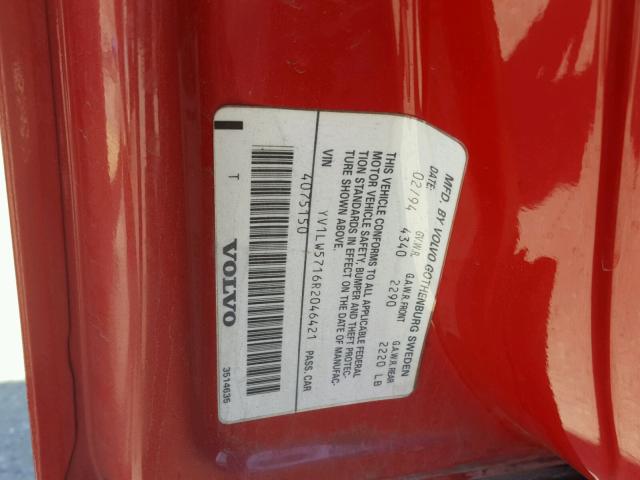 MFD. BY VOLVO GOTHENBURG SWEDEN
DATE: G.V.W.R. G.A.W.R. FRONT G.A.W.R. REAR
02/94 4340 2290 2220 LB
THIS VEHICLE CONFORMS TO ALL APPLICABLE FEDERAL
MOTOR VEHICLE SAFETY, BUMPER AND THEFT PROTEC-
TION STANDARDS IN EFFECT ON THE DATE OF MANUFAC-
TURE SHOWN ABOVE.
VIN YV1LW5716R2046421 PASS. CAR
4075150
T VOLVO 3514635